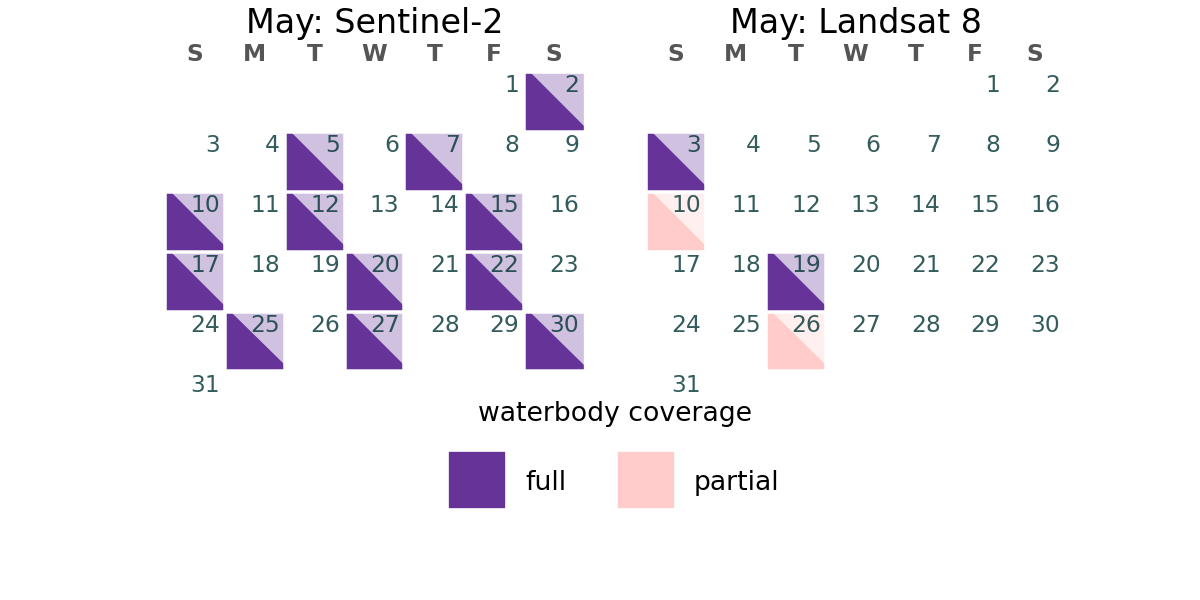 May: Sentinel-2
S M T W T F S
1 2
3 4 5 6 7 8 9
10 11 12 13 14 15 16
17 18 19 20 21 22 23
24 25 26 27 28 29 30
31
May: Landsat 8
S M T W T F S
1 2
3 4 5 6 7 8 9
10 11 12 13 14 15 16
17 18 19 20 21 22 23
24 25 26 27 28 29 30
31
waterbody coverage
full
partial